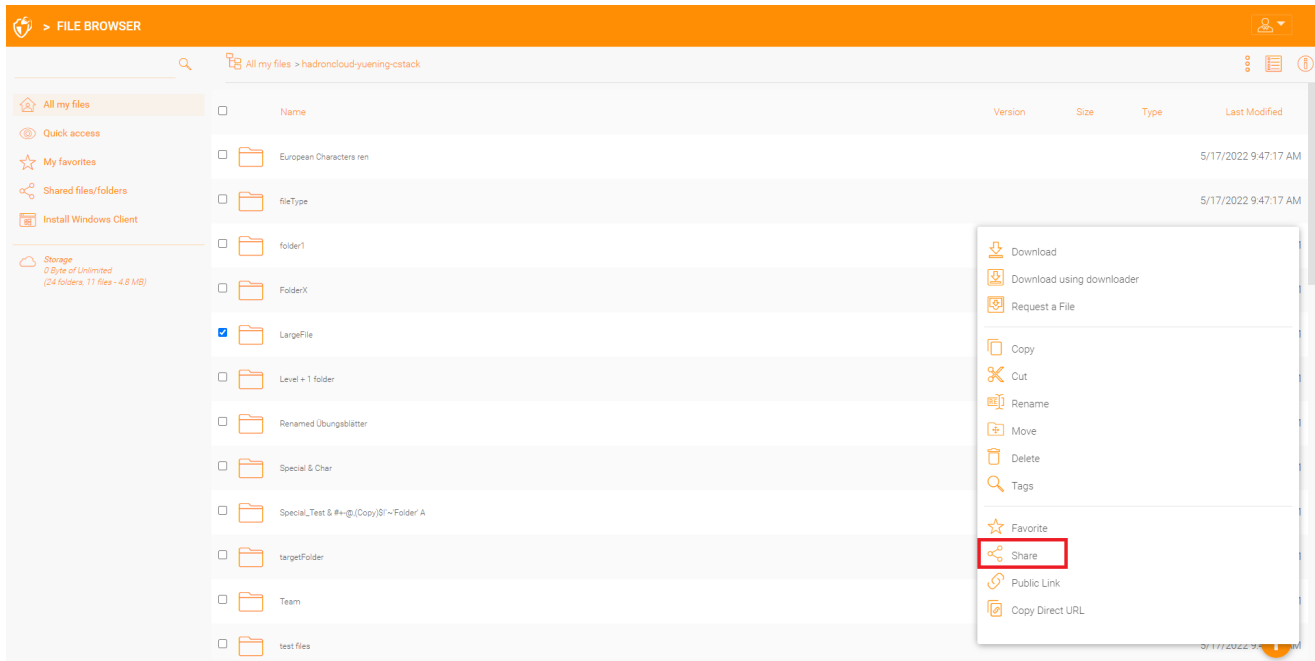 > FILE BROWSER
All my files > hadroncloud-yuening-cstack
All my files
Quick access
My favorites
Shared files/folders
Install Windows Client
Storage
0 Byte of Unlimited
(24 folders, 11 files - 4.8 MB)
Name Version Size Type Last Modified
European Characters ren 5/17/2022 9:47:17 AM
fileType 5/17/2022 9:47:17 AM
folder1
FolderX
LargeFile
Level + 1 folder
Renamed Übungsblätter
Special & Char
Special_Test & #+-@,(Copy)$!`~'Folder' A
targetFolder
Team
test files
Download
Download using downloader
Request a File
Copy
Cut
Rename
Move
Delete
Tags
Favorite
Share
Public Link
Copy Direct URL